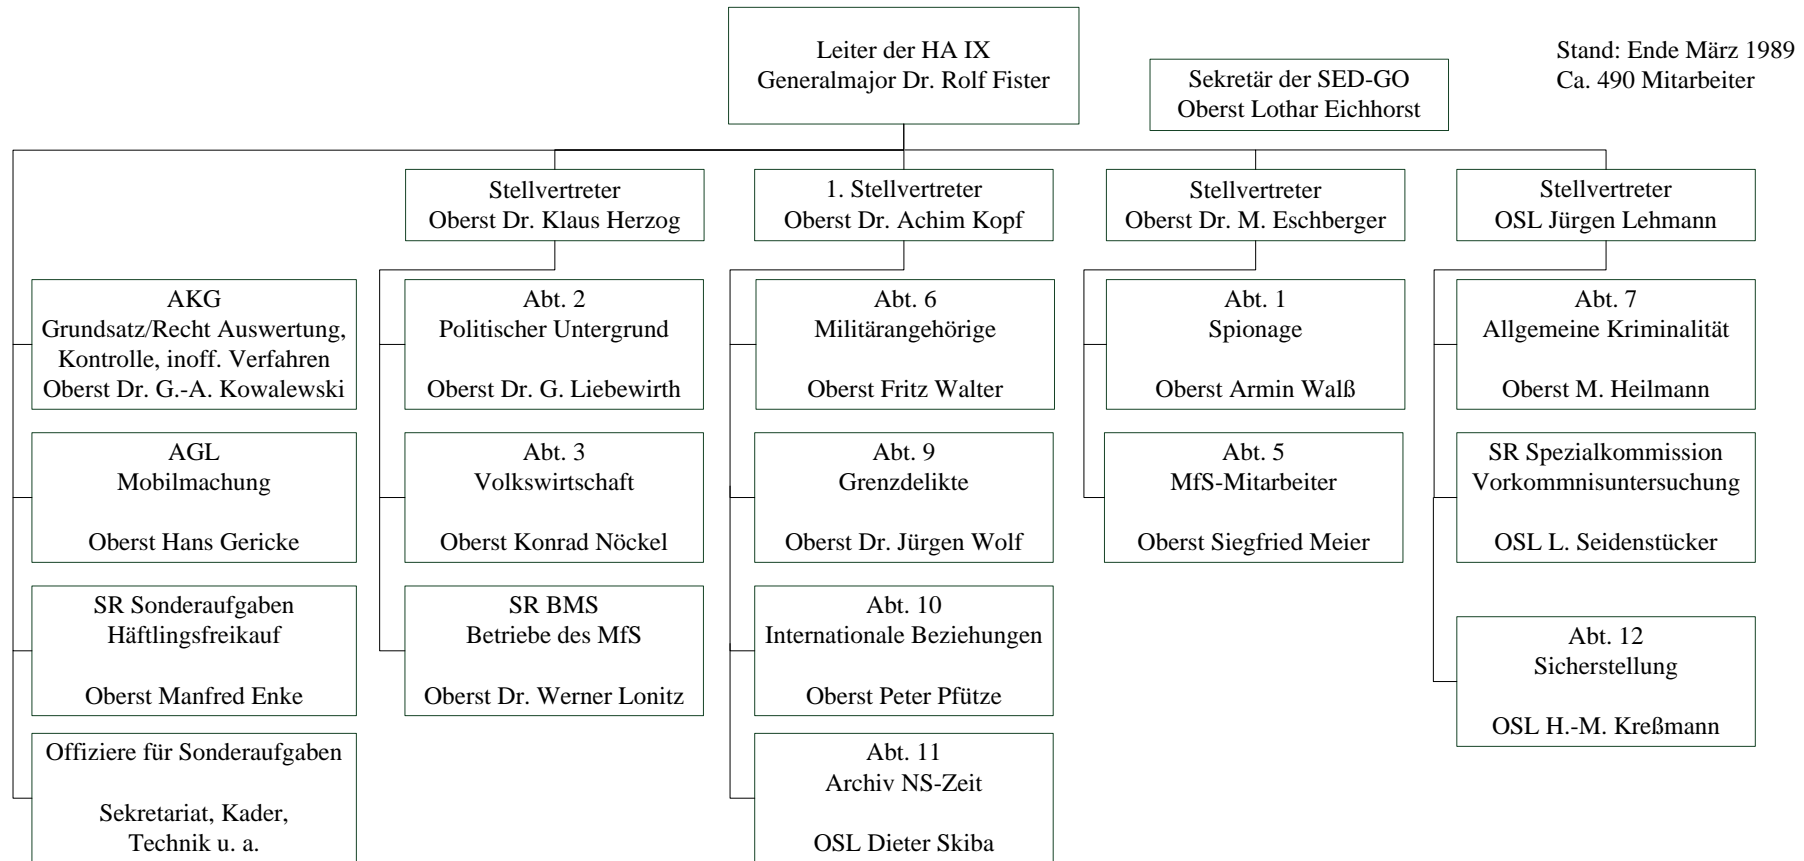 Leiter der HA IX
Generalmajor Dr. Rolf Fister
Sekretär der SED-GO
Oberst Lothar Eichhorst
Stand: Ende März 1989
Ca. 490 Mitarbeiter
Stellvertreter
Oberst Dr. Klaus Herzog
1. Stellvertreter
Oberst Dr. Achim Kopf
Stellvertreter
Oberst Dr. M. Eschberger
Stellvertreter
OSL Jürgen Lehmann
AKG
Grundsatz/Recht Auswertung,
Kontrolle, inoff. Verfahren
Oberst Dr. G.-A. Kowalewski
AGL
Mobilmachung
Oberst Hans Gericke
SR Sonderaufgaben
Häftlingsfreikauf
Oberst Manfred Enke
Offiziere für Sonderaufgaben
Sekretariat, Kader,
Technik u. a.
Abt. 2
Politischer Untergrund
Oberst Dr. G. Liebewirth
Abt. 3
Volkswirtschaft
Oberst Konrad Nöckel
SR BMS
Betriebe des MfS
Oberst Dr. Werner Lonitz
Abt. 6
Militärangehörige
Oberst Fritz Walter
Abt. 9
Grenzdelikte
Oberst Dr. Jürgen Wolf
Abt. 10
Internationale Beziehungen
Oberst Peter Pfütze
Abt. 11
Archiv NS-Zeit
OSL Dieter Skiba
Abt. 1
Spionage
Oberst Armin Walß
Abt. 5
MfS-Mitarbeiter
Oberst Siegfried Meier
Abt. 7
Allgemeine Kriminalität
Oberst M. Heilmann
SR Spezialkommission
Vorkommnisuntersuchung
OSL L. Seidenstücker
Abt. 12
Sicherstellung
OSL H.-M. Kreßmann